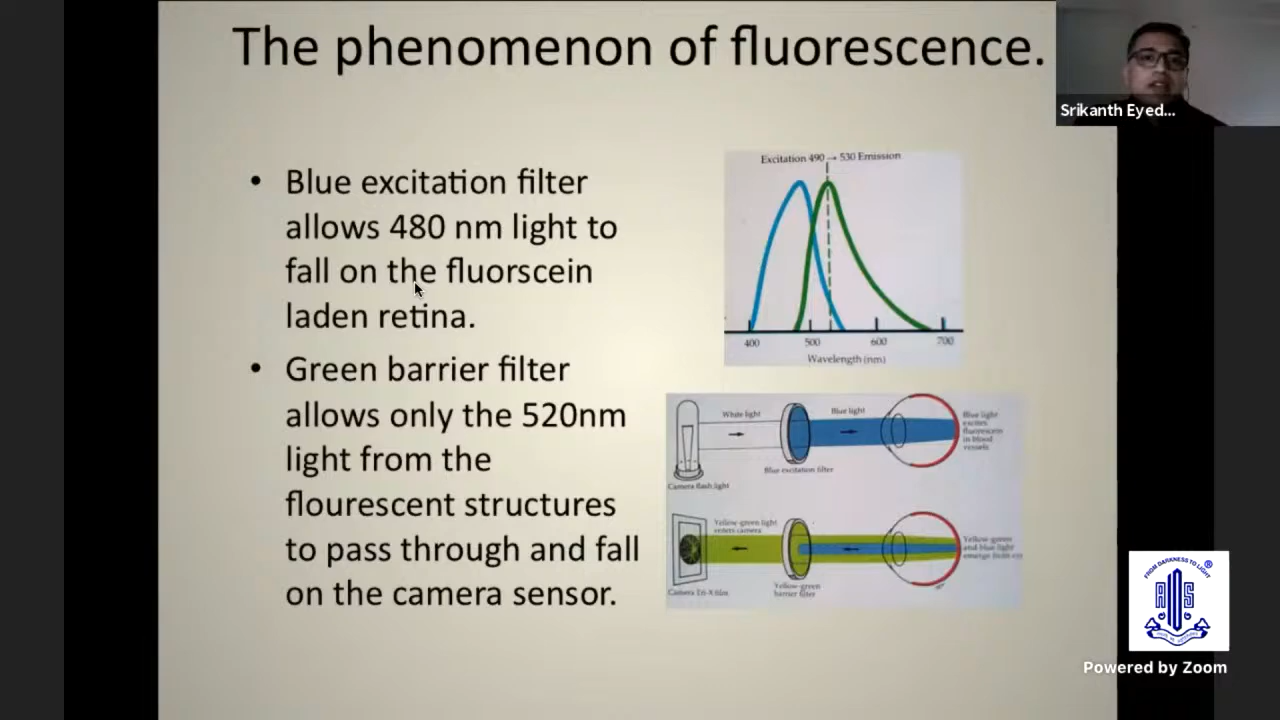 The phenomenon of fluorescence.
Srikanth Eyed...
• Blue excitation filter
allows 480 nm light to
fall on the fluorscein
laden retina.
• Green barrier filter
allows only the 520nm
light from the
flourescent structures
to pass through and fall
on the camera sensor.
Excitation 490 → 530 Emission
400 500 600 700
Wavelength (nm)
White light
Blue light
Blue light
excites
fluorescein
in blood
vessels
Blue excitation filter
Camera flash light
Yellow-green light
enters camera
Yellow-green
and blue light
emerge from
Yellow-green
barrier filter
Camera
FROM DARKNESS TO LIGHT
®
AIOS
Powered by Zoom